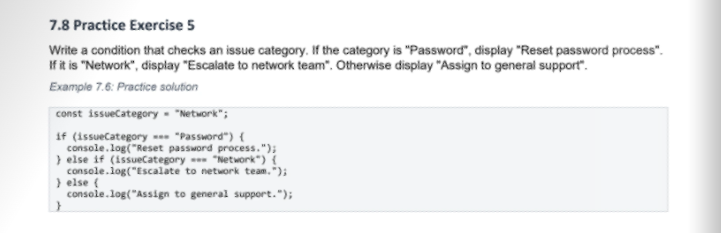 7.8 Practice Exercise 5
Write a condition that checks an issue category. If the category is "Password", display "Reset password process".
If it is "Network", display "Escalate to network team". Otherwise display "Assign to general support".
Example 7.6: Practice solution
const issueCategory = "Network";
if (issueCategory === "Password") {
  console.log("Reset password process.");
} else if (issueCategory === "Network") {
  console.log("Escalate to network team.");
} else {
  console.log("Assign to general support.");
}